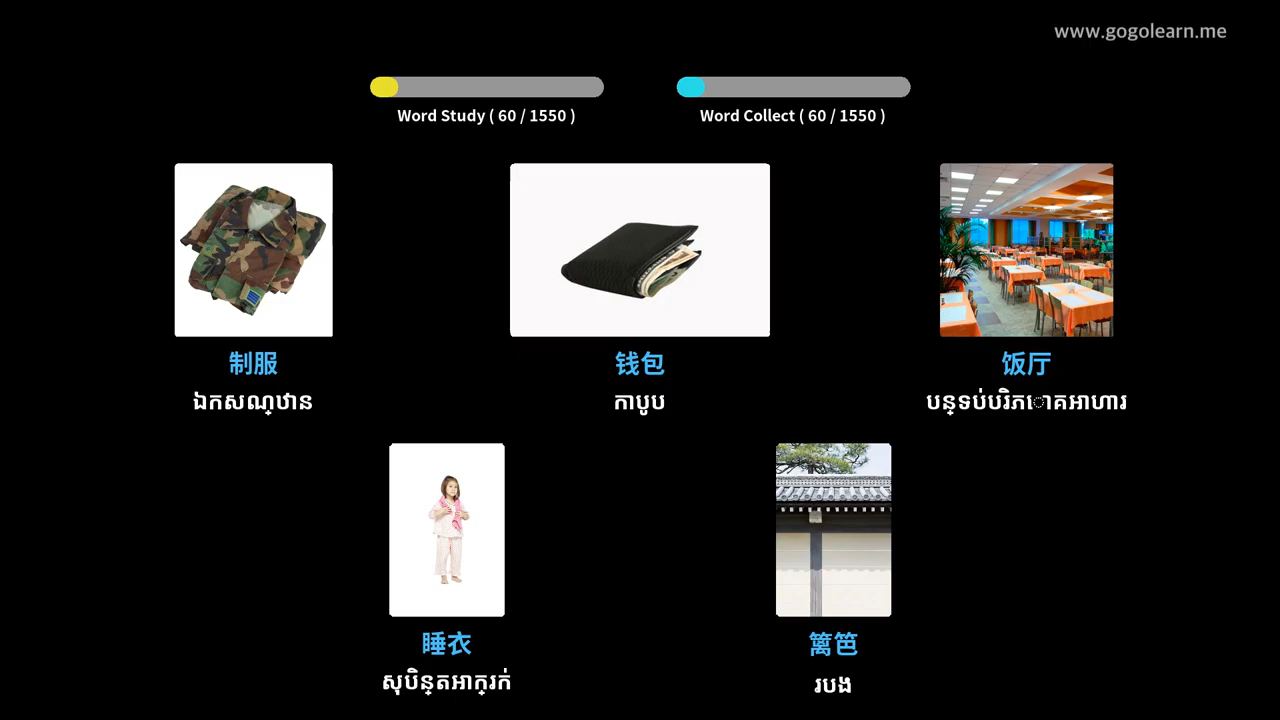 www.gogolearn.me
Word Study ( 60 / 1550 )
Word Collect ( 60 / 1550 )
制服
ឯកសណ្ឋាន
钱包
កាបូប
饭厅
បន្ទប់បរិភោគអាហារ
睡衣
សុបិន្តអាក្រក់
篱笆
របង